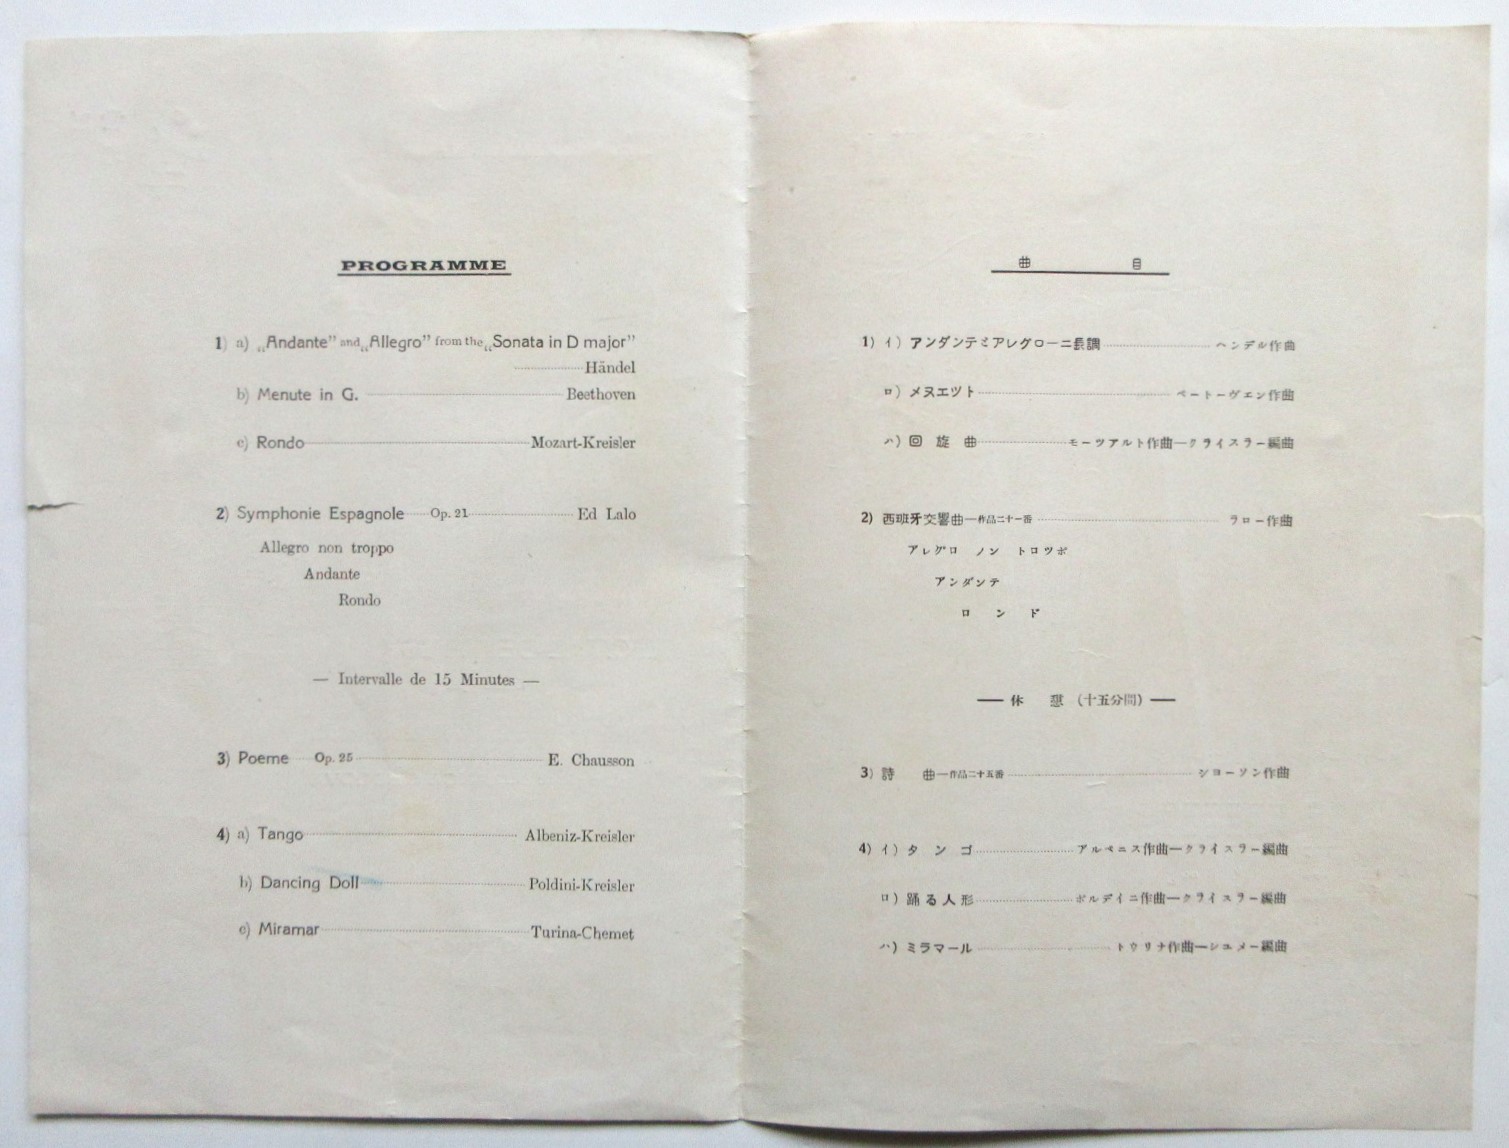 PROGRAMME
1) a) „Andante” and „Allegro” from the „Sonata in D major”
Händel
b) Menute in G. Beethoven
c) Rondo Mozart-Kreisler
2) Symphonie Espagnole Op. 21 Ed Lalo
Allegro non troppo
Andante
Rondo
— Intervalle de 15 Minutes —
3) Poeme Op. 25 E. Chausson
4) a) Tango Albeniz-Kreisler
b) Dancing Doll Poldini-Kreisler
c) Miramar Turina-Chemet
曲目
1) イ) アンダンテミアレグローニ長調 ヘンデル作曲
ロ) メヌエツト ベートーヴェン作曲
ハ) 回旋曲 モーツアルト作曲—クライスラー編曲
2) 西班牙交響曲—作品二十一番 ラロー作曲
アレグロ ノン トロツポ
アンダンテ
ロンド
— 休憩 (十五分間) —
3) 詩曲—作品二十五番 シヨーソン作曲
4) イ) タンゴ アルベニス作曲—クライスラー編曲
ロ) 踊る人形 ポルデイニ作曲—クライスラー編曲
ハ) ミラマール トウリナ作曲—シユメー編曲